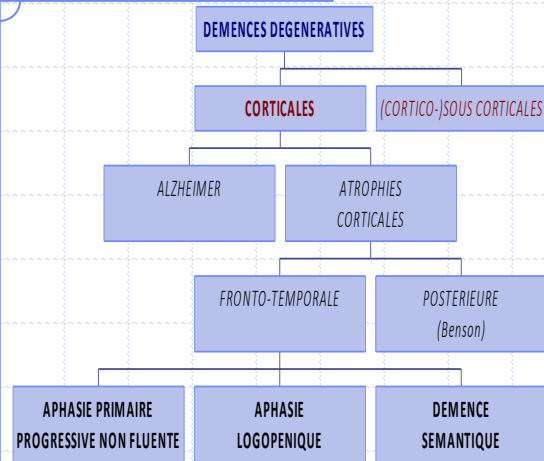 DEMENCES DEGENERATIVES
CORTICALES
(CORTICO-)SOUS CORTICALES
ALZHEIMER
ATROPHIES
CORTICALES
FRONTO-TEMPORALE
POSTERIEURE
(Benson)
APHASIE PRIMAIRE
PROGRESSIVE NON FLUENTE
APHASIE
LOGOPENIQUE
DEMENCE
SEMANTIQUE